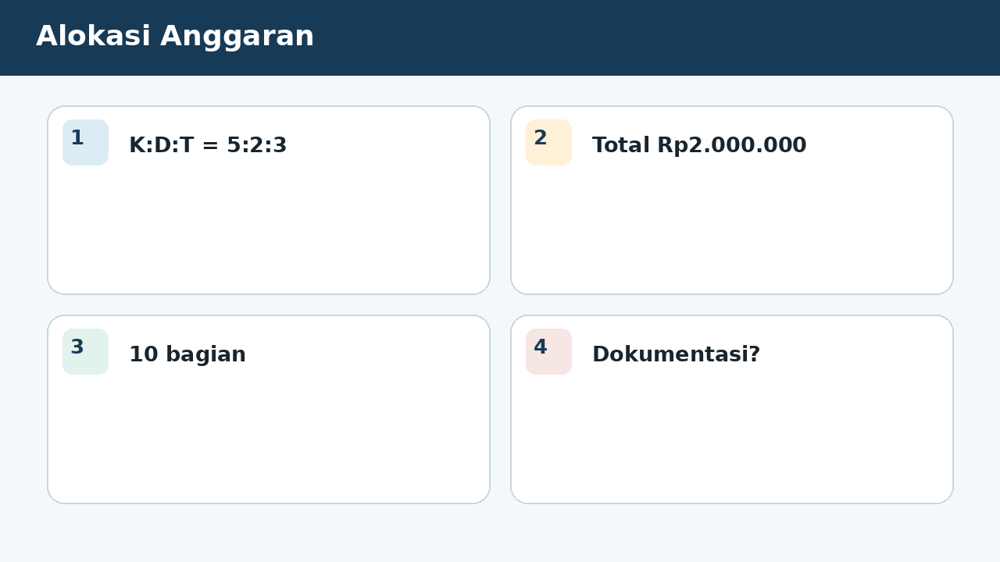 Alokasi Anggaran
1
K:D:T = 5:2:3
2
Total Rp2.000.000
3
10 bagian
4
Dokumentasi?